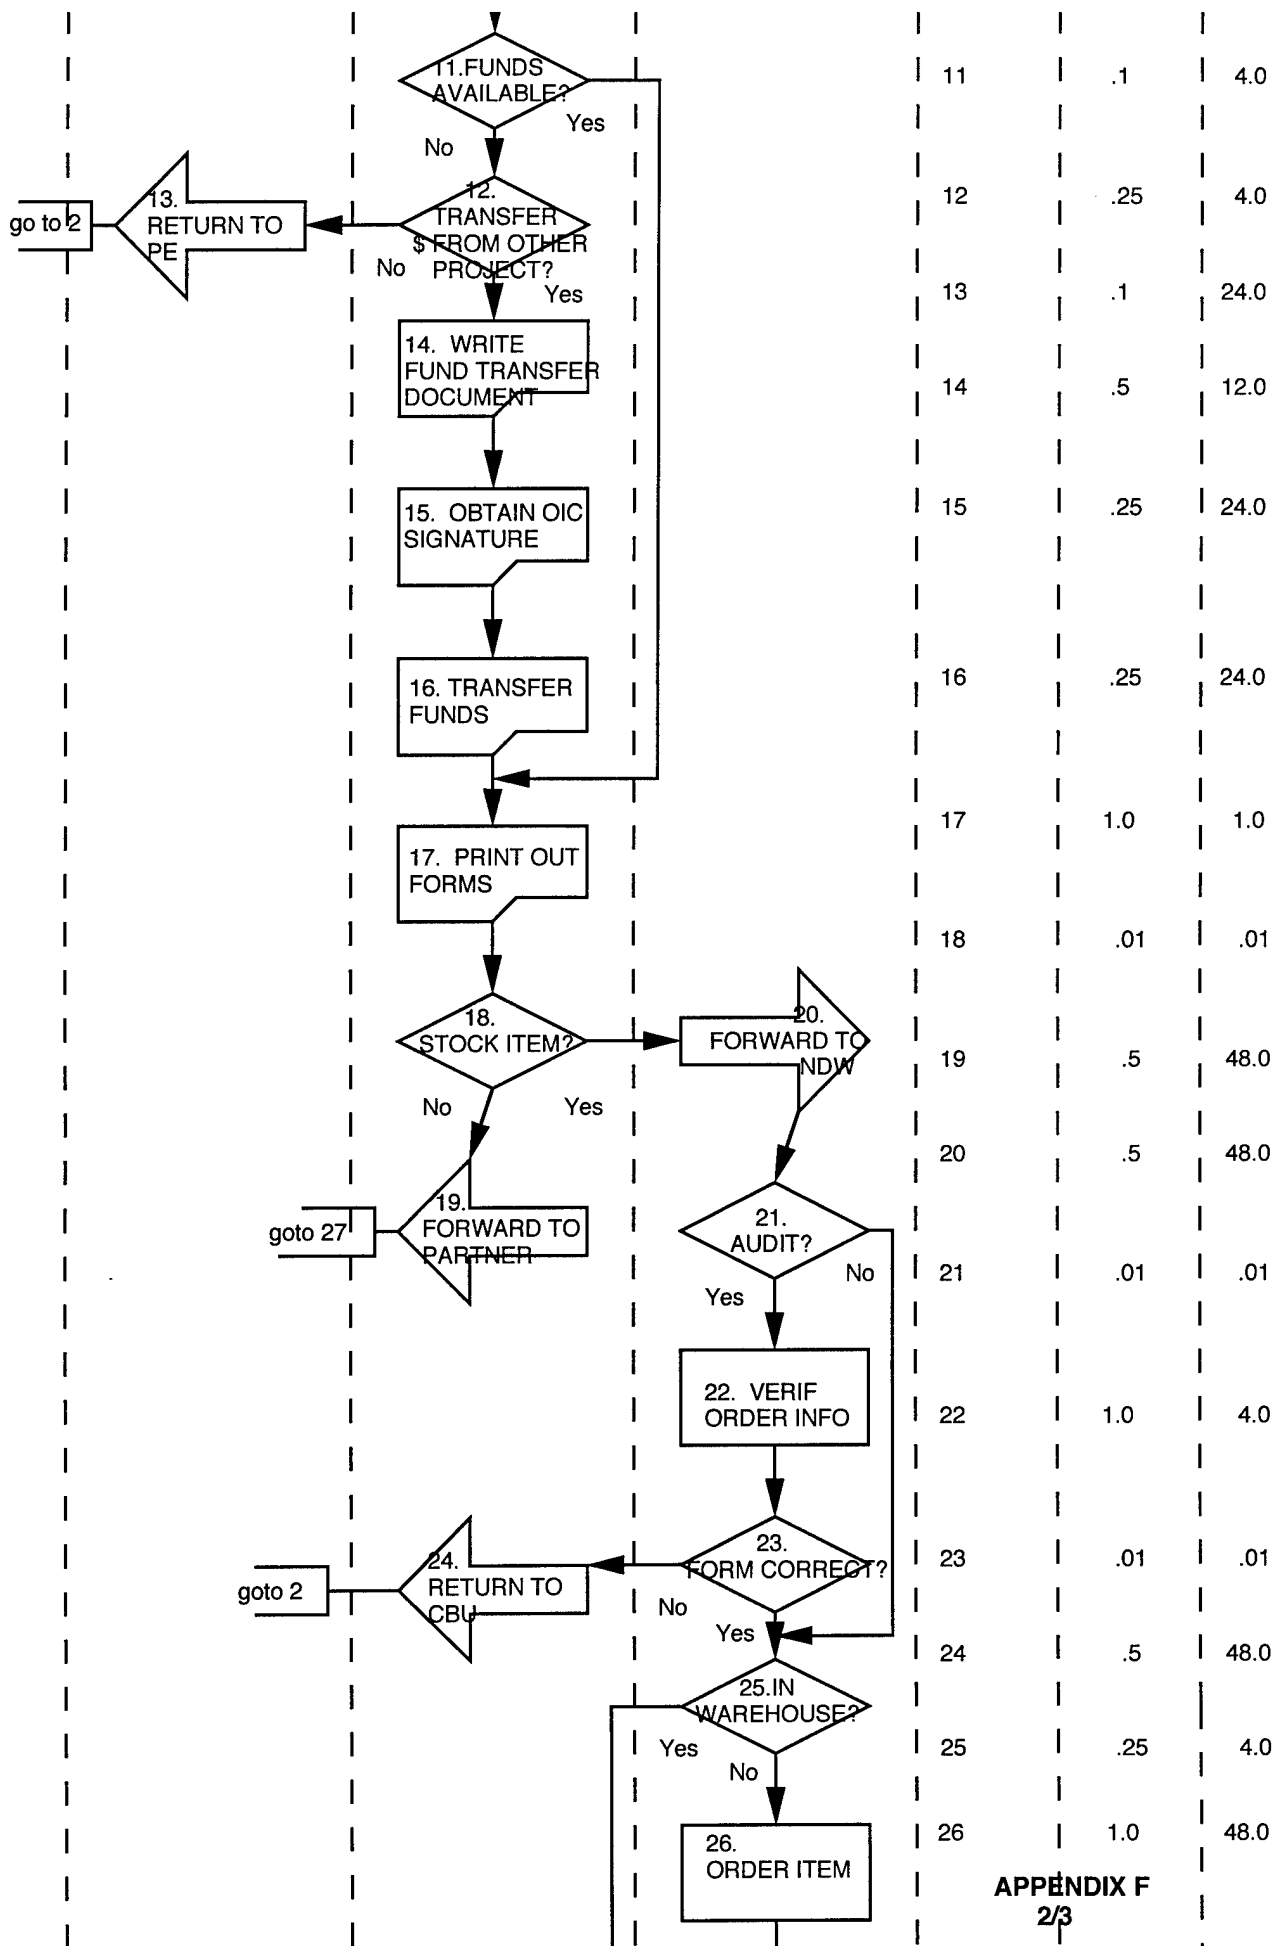 11.FUNDS
AVAILABLE?
Yes
No
11 .1 4.0
12.
TRANSFER
$ FROM OTHER
PROJECT?
No
Yes
13.
RETURN TO
PE
go to 2
12 .25 4.0
13 .1 24.0
14. WRITE
FUND TRANSFER
DOCUMENT
14 .5 12.0
15. OBTAIN OIC
SIGNATURE
15 .25 24.0
16. TRANSFER
FUNDS
16 .25 24.0
17. PRINT OUT
FORMS
17 1.0 1.0
18 .01 .01
18.
STOCK ITEM?
No
Yes
20.
FORWARD TO
NDW
19 .5 48.0
20 .5 48.0
19.
FORWARD TO
PARTNER
goto 27
21.
AUDIT?
No
Yes
21 .01 .01
22. VERIF
ORDER INFO
22 1.0 4.0
23.
FORM CORRECT?
No
Yes
23 .01 .01
24.
RETURN TO
CBU
goto 2
24 .5 48.0
25.IN
WAREHOUSE?
Yes
No
25 .25 4.0
26.
ORDER ITEM
26 1.0 48.0
APPENDIX F
2/3